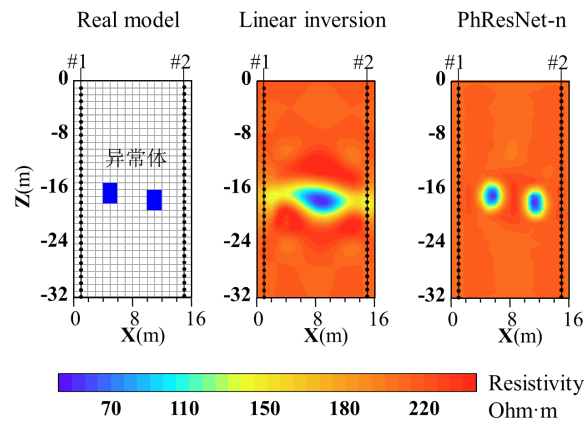 Real model Linear inversion PhResNet-n
#1 #2 #1 #2 #1 #2
0 0 0
-8 -8 -8
异常体
Z(m) -16 -16 -16
-24 -24 -24
-32 -32 -32
0 8 16 0 8 16 0 8 16
X(m) X(m) X(m)
Resistivity
70 110 150 180 220 Ohm·m